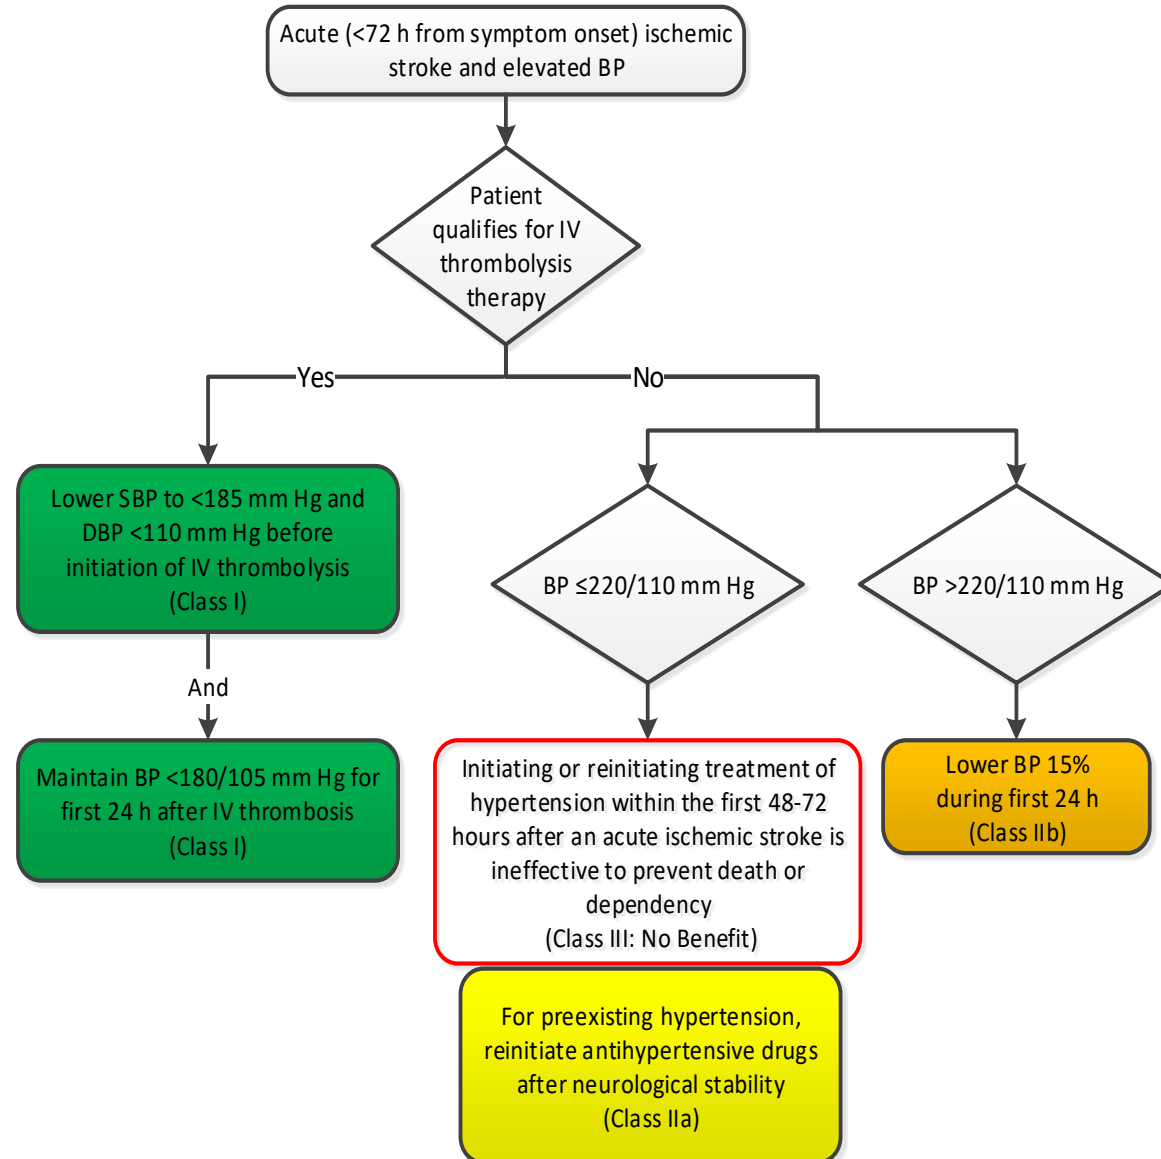 Acute (<72 h from symptom onset) ischemic
stroke and elevated BP
Patient
qualifies for IV
thrombolysis
therapy
Yes
No
Lower SBP to <185 mm Hg and
DBP <110 mm Hg before
initiation of IV thrombolysis
(Class I)
And
Maintain BP <180/105 mm Hg for
first 24 h after IV thrombosis
(Class I)
BP ≤220/110 mm Hg
BP >220/110 mm Hg
Initiating or reinitiating treatment of
hypertension within the first 48-72
hours after an acute ischemic stroke is
ineffective to prevent death or
dependency
(Class III: No Benefit)
Lower BP 15%
during first 24 h
(Class IIb)
For preexisting hypertension,
reinitiate antihypertensive drugs
after neurological stability
(Class IIa)